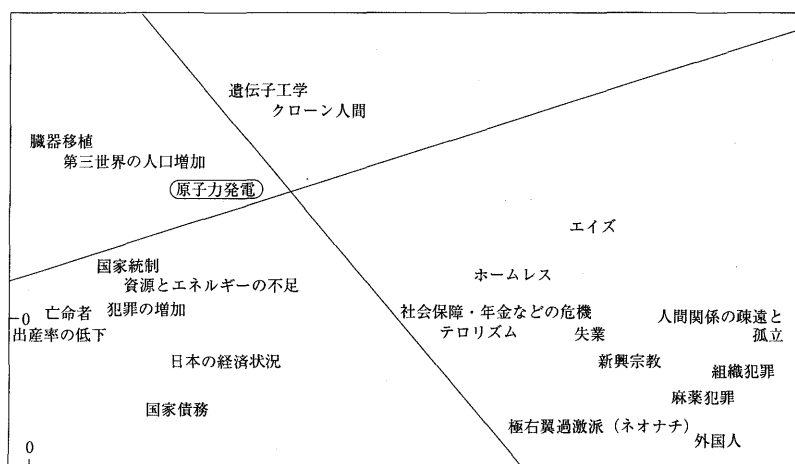 遺伝子工学
クローン人間
臓器移植
第三世界の人口増加
原子力発電
エイズ
国家統制
ホームレス
資源とエネルギーの不足
亡命者 犯罪の増加
社会保障・年金などの危機
人間関係の疎遠と
孤立
0
出産率の低下
テロリズム
失業
日本の経済状況
新興宗教
組織犯罪
麻薬犯罪
国家債務
極右翼過激派（ネオナチ）
外国人
0